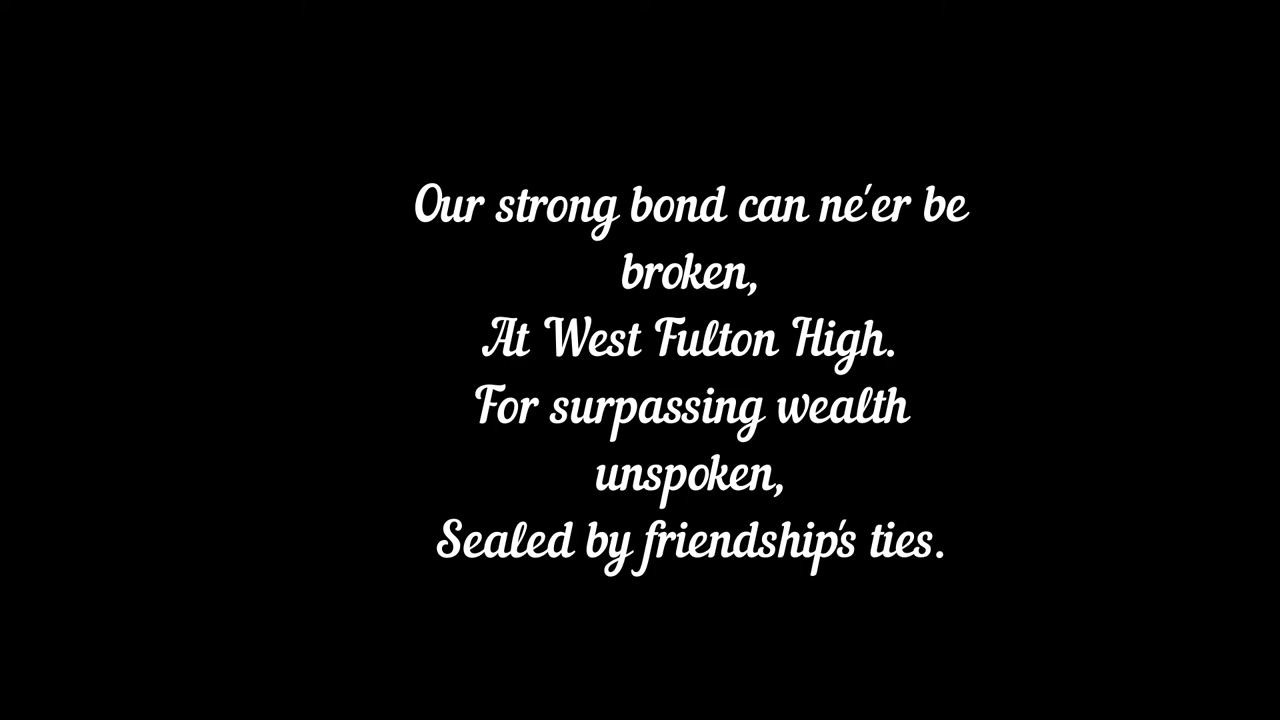 Our strong bond can ne'er be
broken,
At West Fulton High.
For surpassing wealth
unspoken,
Sealed by friendship's ties.